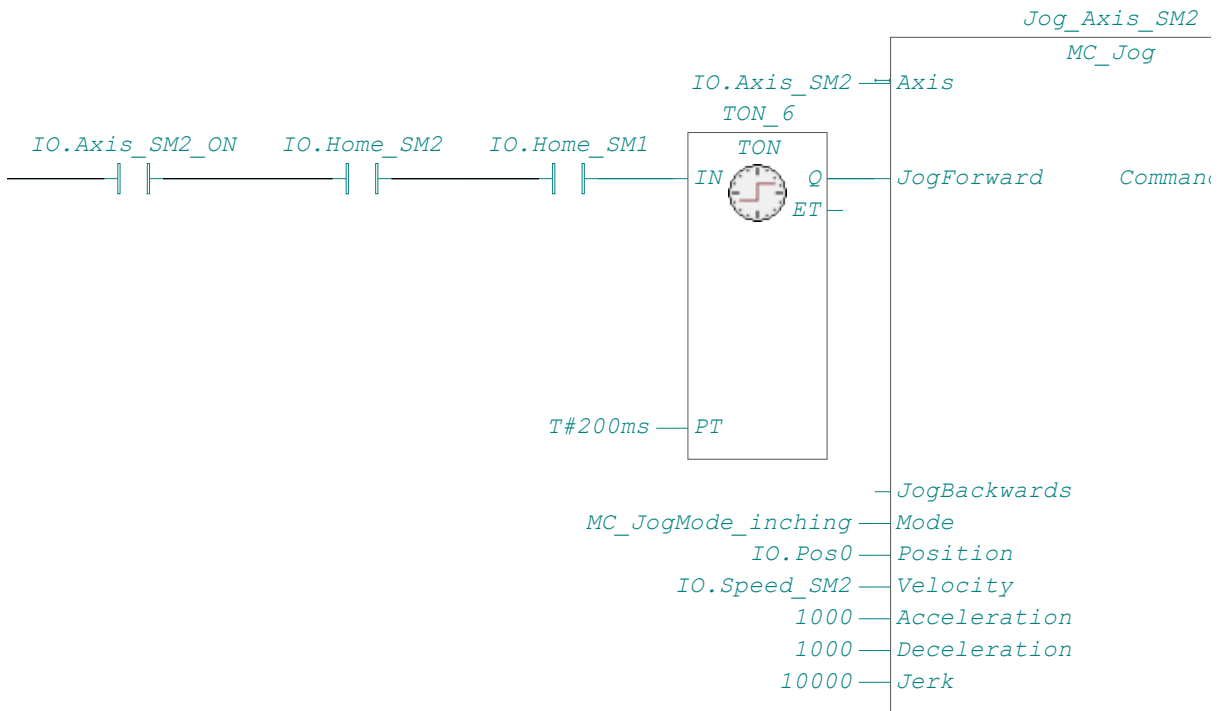 Jog_Axis_SM2
MC_Jog
IO.Axis_SM2 Axis
TON_6
IO.Axis_SM2_ON IO.Home_SM2 IO.Home_SM1 TON
IN Q JogForward Command
ET
T#200ms PT
JogBackwards
MC_JogMode_inching Mode
IO.Pos0 Position
IO.Speed_SM2 Velocity
1000 Acceleration
1000 Deceleration
10000 Jerk